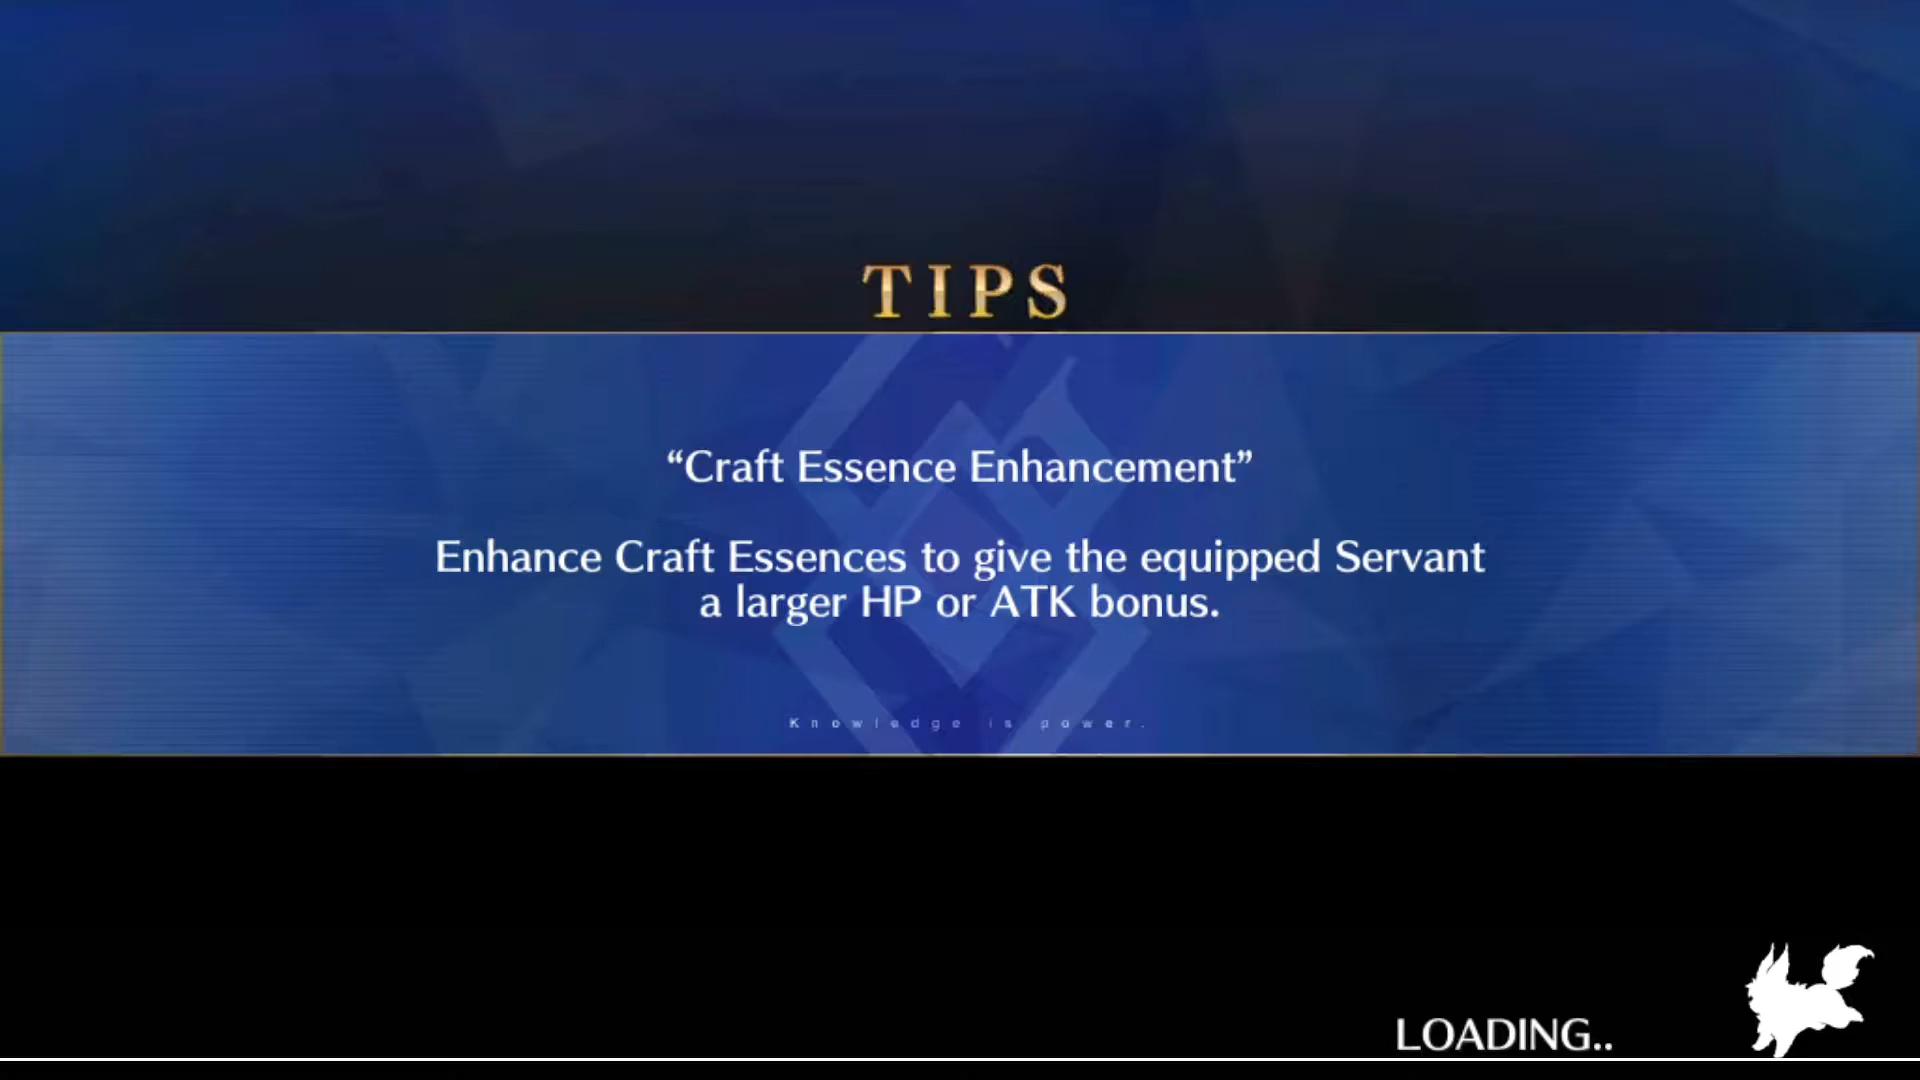 TIPS
“Craft Essence Enhancement”
Enhance Craft Essences to give the equipped Servant
a larger HP or ATK bonus.
Knowledge is power.
LOADING..